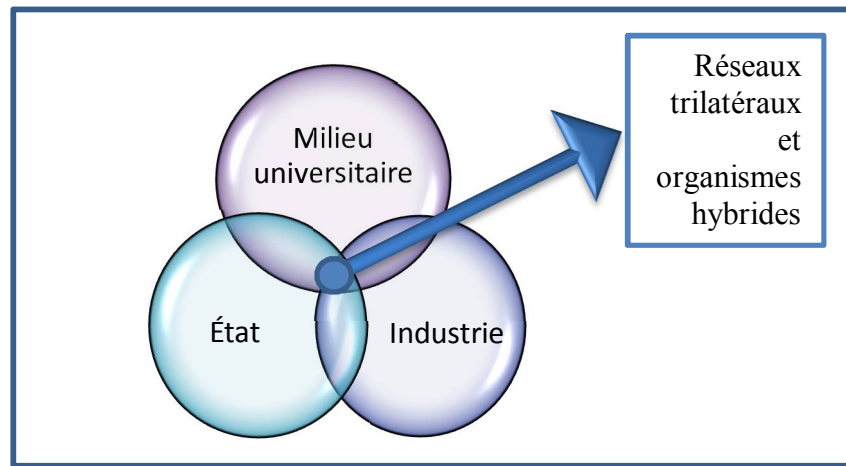 Milieu
universitaire
État
Industrie
Réseaux
trilatéraux
et
organismes
hybrides